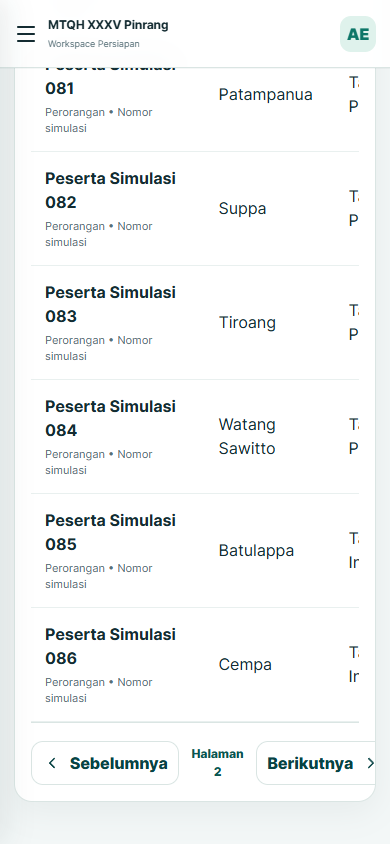 MTQH XXXV Pinrang
Workspace Persiapan
AE
Peserta Simulasi
081
Patampanua
Perorangan • Nomor
simulasi
Peserta Simulasi
082
Suppa
Perorangan • Nomor
simulasi
Peserta Simulasi
083
Tiroang
Perorangan • Nomor
simulasi
Peserta Simulasi
084
Watang
Sawitto
Perorangan • Nomor
simulasi
Peserta Simulasi
085
Batulappa
Perorangan • Nomor
simulasi
Peserta Simulasi
086
Cempa
Perorangan • Nomor
simulasi
Sebelumnya
Halaman
2
Berikutnya